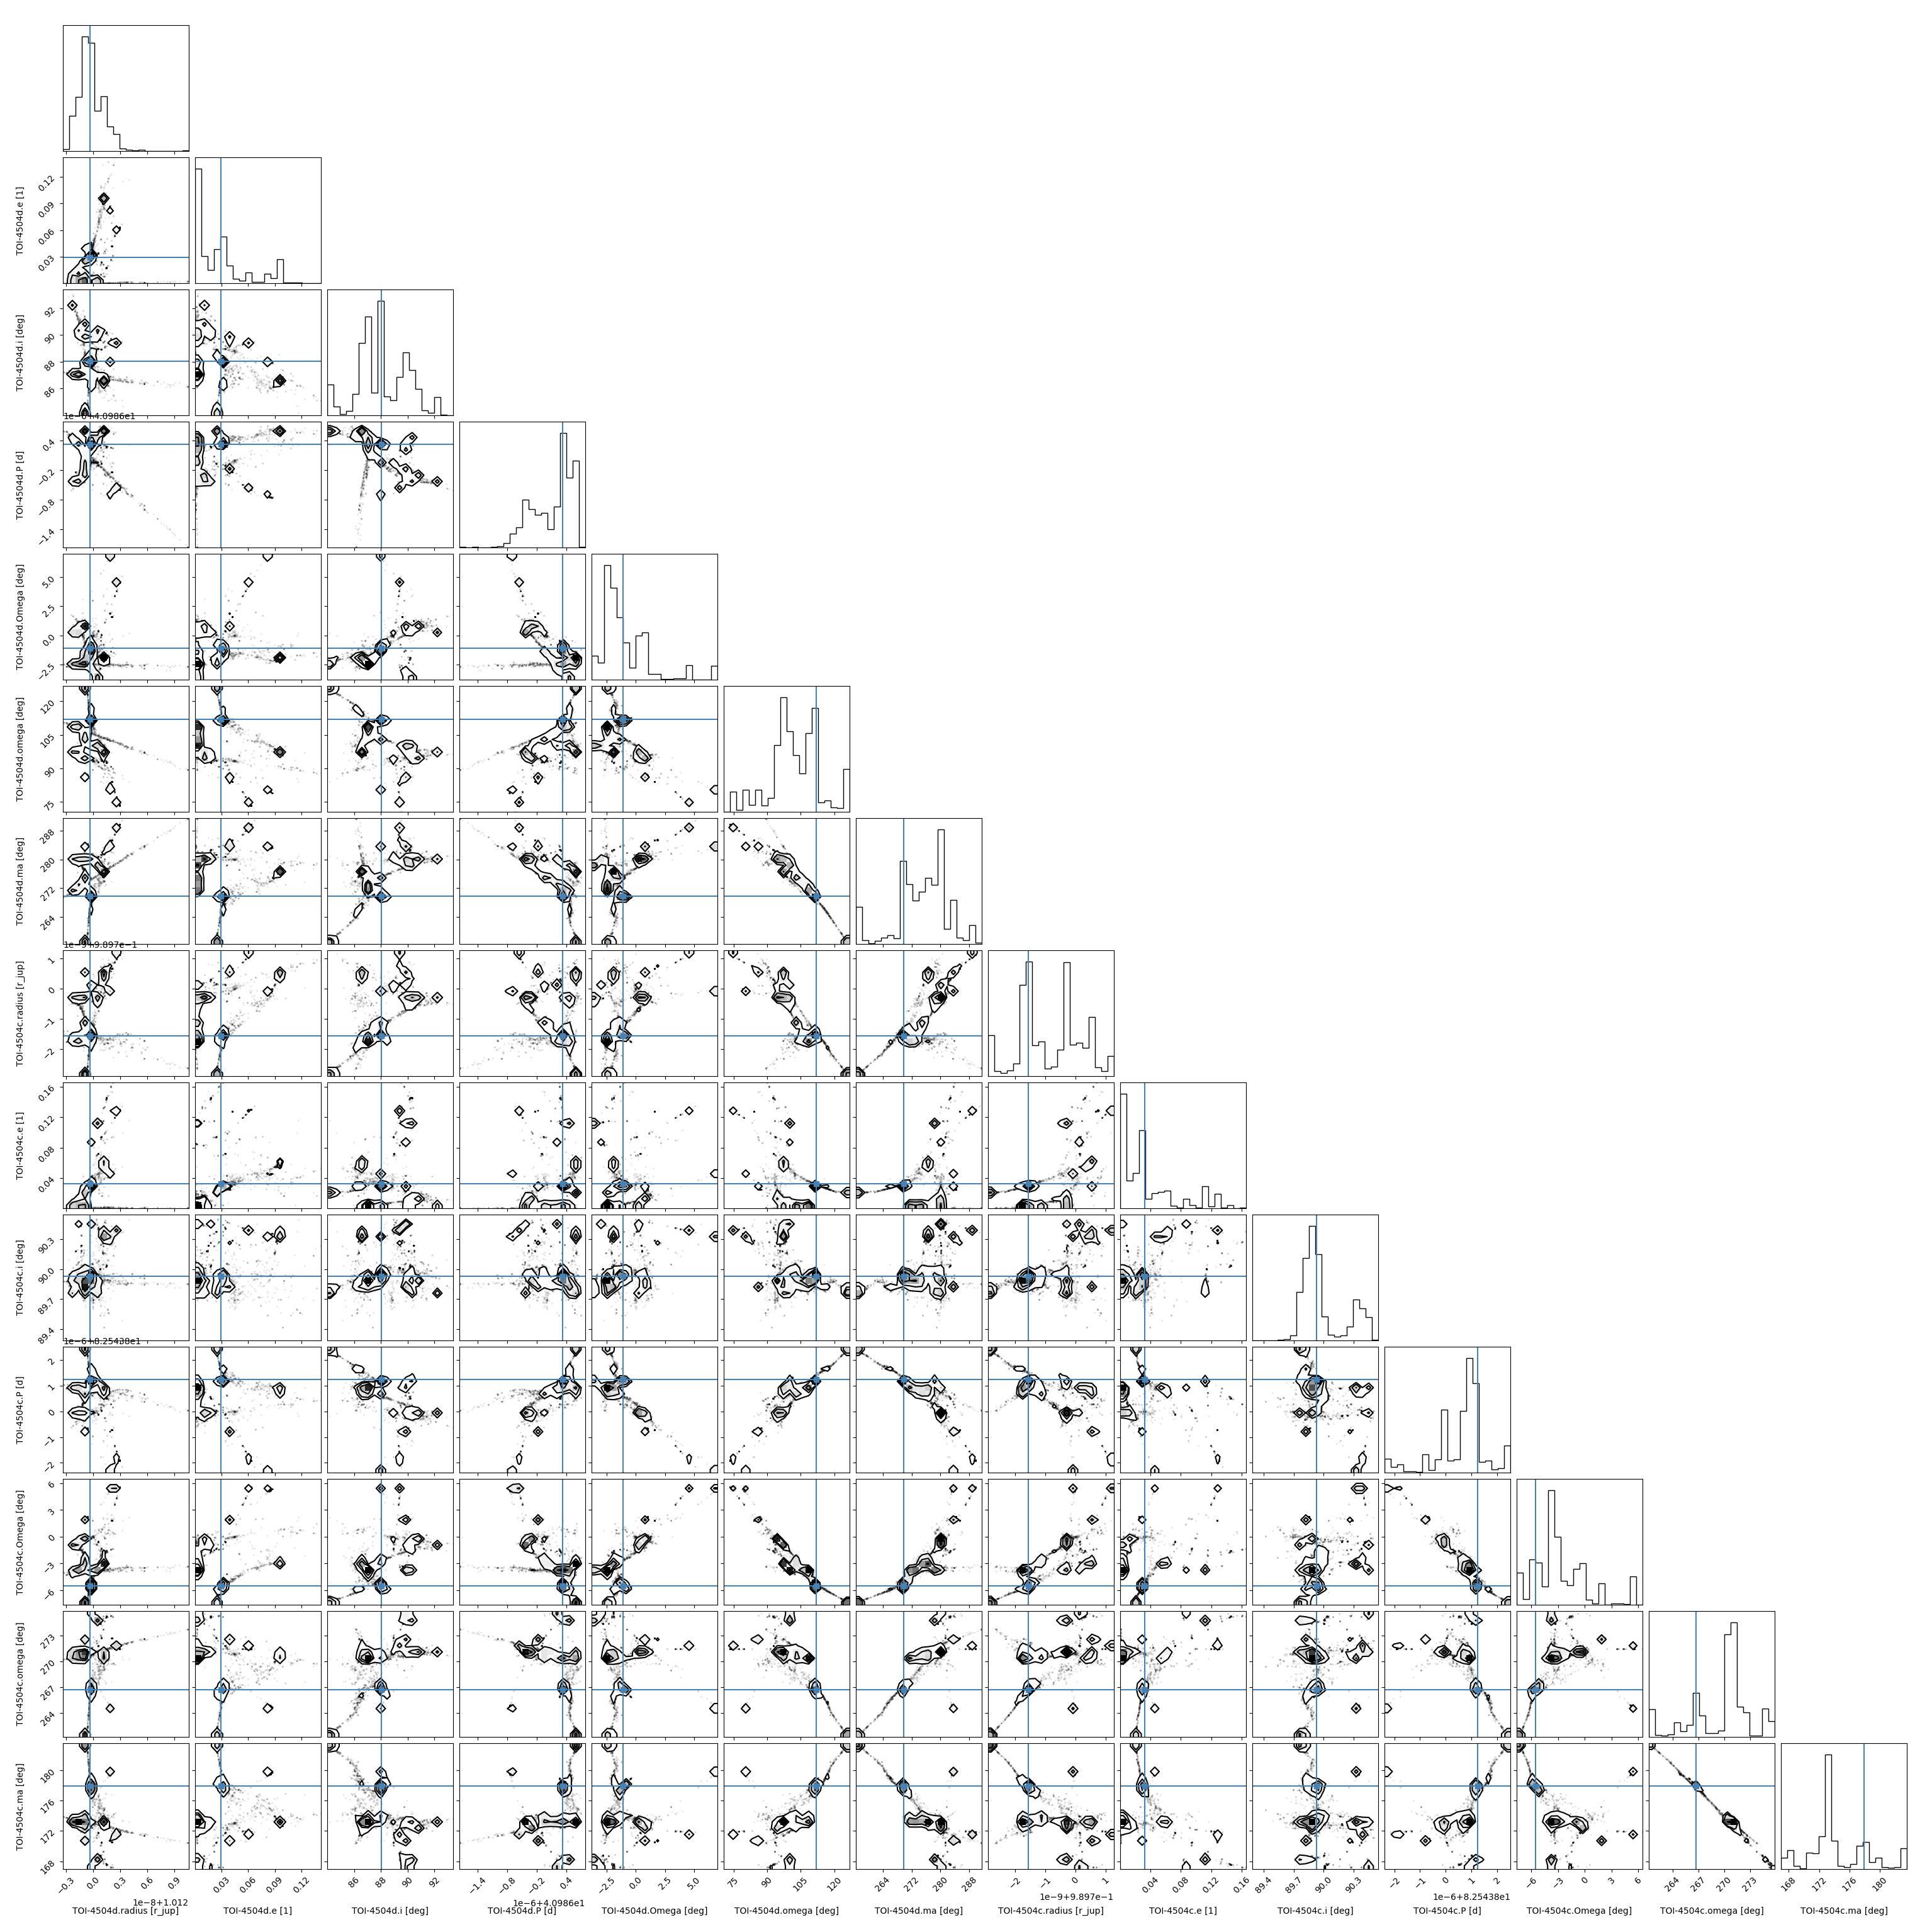 TOI-4504d.e [1]
0.12
0.09
0.06
0.03
TOI-4504d.i [deg]
92
90
88
86
1e−6+4.0986e1
TOI-4504d.P [d]
0.4
−0.2
−0.8
−1.4
TOI-4504d.Omega [deg]
5.0
2.5
0.0
−2.5
TOI-4504d.omega [deg]
120
105
90
75
TOI-4504d.ma [deg]
288
280
272
264
1e−9+9.897e−1
TOI-4504c.radius [r_jup]
1
0
−1
−2
TOI-4504c.e [1]
0.16
0.12
0.08
0.04
TOI-4504c.i [deg]
90.3
90.0
89.7
89.4
1e−6+8.25438e1
TOI-4504c.P [d]
2
1
0
−1
−2
TOI-4504c.Omega [deg]
6
3
0
−3
−6
TOI-4504c.omega [deg]
273
270
267
264
TOI-4504c.ma [deg]
180
176
172
168
−0.3 0.0 0.3 0.6 0.9
1e−8+1.012
TOI-4504d.radius [r_jup]
0.03 0.06 0.09 0.12
TOI-4504d.e [1]
86 88 90 92
TOI-4504d.i [deg]
−1.4 −0.8 −0.2 0.4
1e−6+4.0986e1
TOI-4504d.P [d]
−2.5 0.0 2.5 5.0
TOI-4504d.Omega [deg]
75 90 105 120
TOI-4504d.omega [deg]
264 272 280 288
TOI-4504d.ma [deg]
−2 −1 0 1
1e−9+9.897e−1
TOI-4504c.radius [r_jup]
0.04 0.08 0.12 0.16
TOI-4504c.e [1]
89.4 89.7 90.0 90.3
TOI-4504c.i [deg]
−2 −1 0 1 2
1e−6+8.25438e1
TOI-4504c.P [d]
−6 −3 0 3 6
TOI-4504c.Omega [deg]
264 267 270 273
TOI-4504c.omega [deg]
168 172 176 180
TOI-4504c.ma [deg]